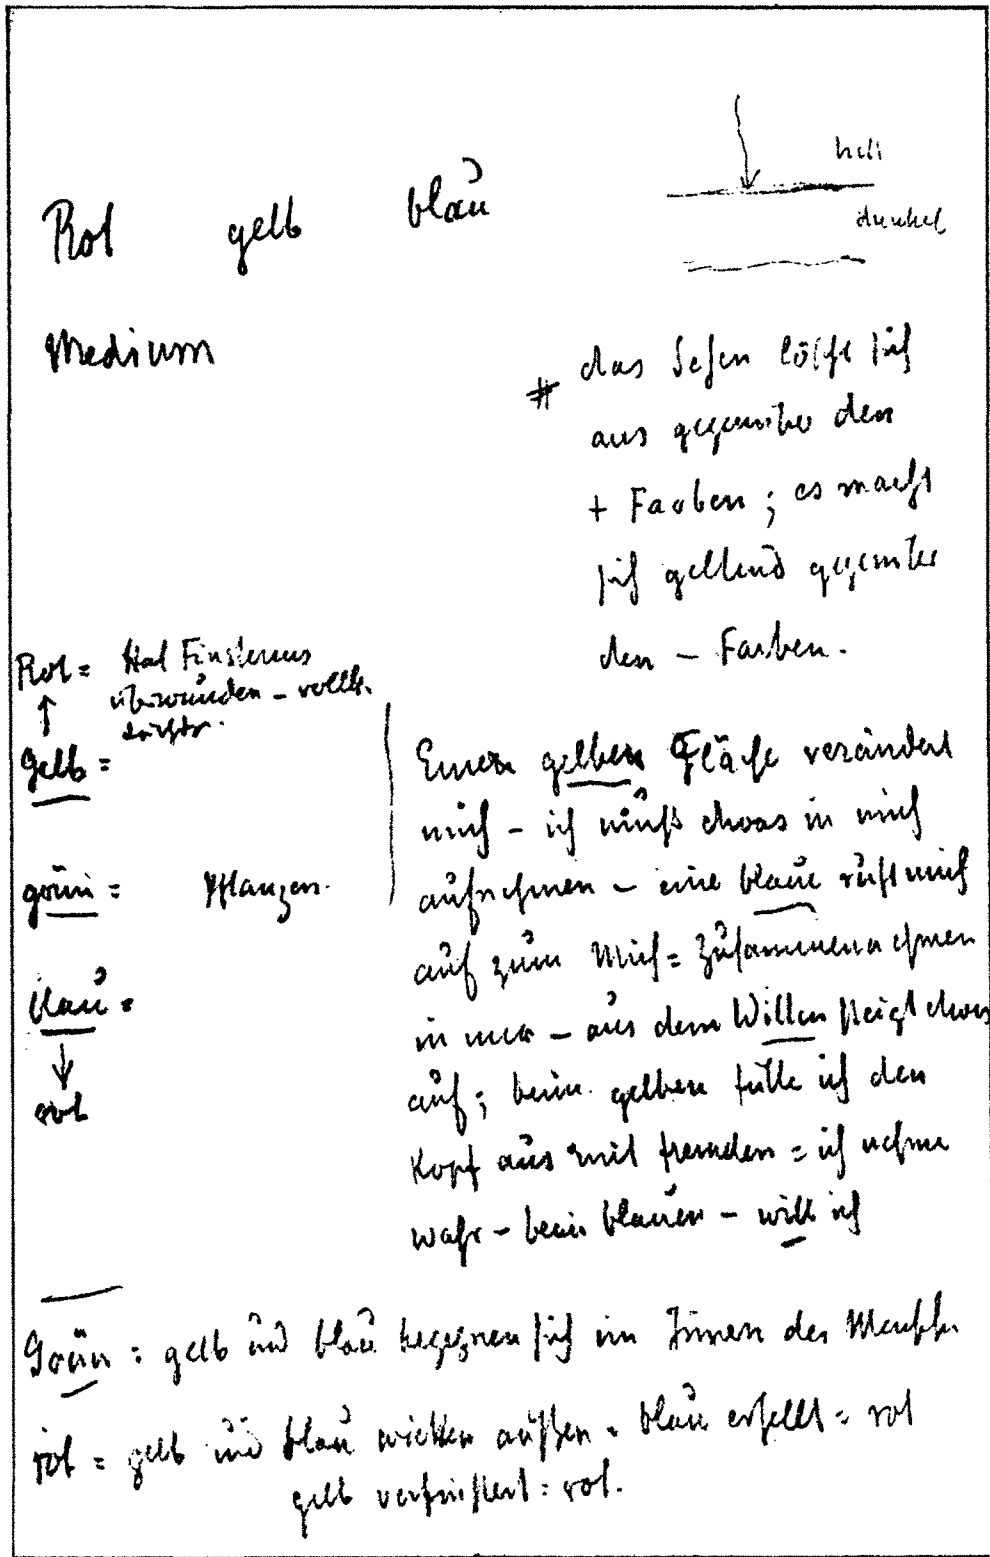 hell
dunkel
Rot gelb blau
Medium
# das Sehen löscht sich
aus gegenüber den
+ Farben; es macht
sich geltend gegenüber
den – Farben.
Rot = Hat Finsternis
überwunden –
↑
Gelb =
grün = Pflanzen.
blau =
↓
rot
Einen gelben Fläche verändert
mich – ich muß etwas in mich
aufnehmen – eine blaue ruft mich
auf zum Mich=Zusammennehmen
in mir – aus dem Willen steigt etwas
auf; beim gelben fülle ich den
Kopf aus mit fremden = ich nehme
wahr – beim blauen – will ich
Grün = gelb und blau begegnen sich im Innern des Menschen
rot = gelb und blau wirken außen = blau erhellt = rot
gelb verfinstert = rot.